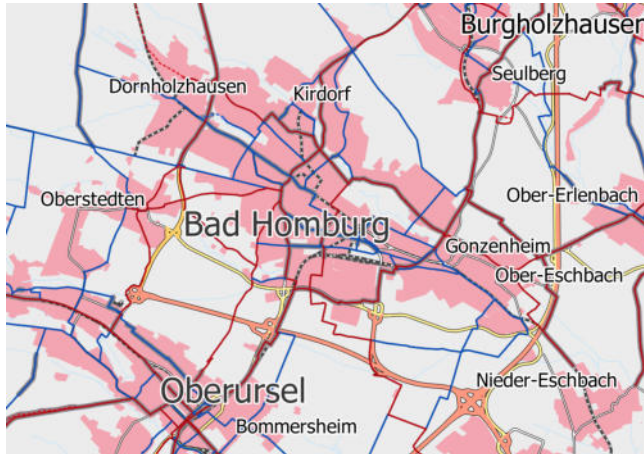 Burgholzhausen
Seulberg
Dornholzhausen
Kirdorf
Oberstedten
Ober-Erlenbach
Bad Homburg
Gonzenheim
Ober-Eschbach
Nieder-Eschbach
Oberursel
Bommersheim